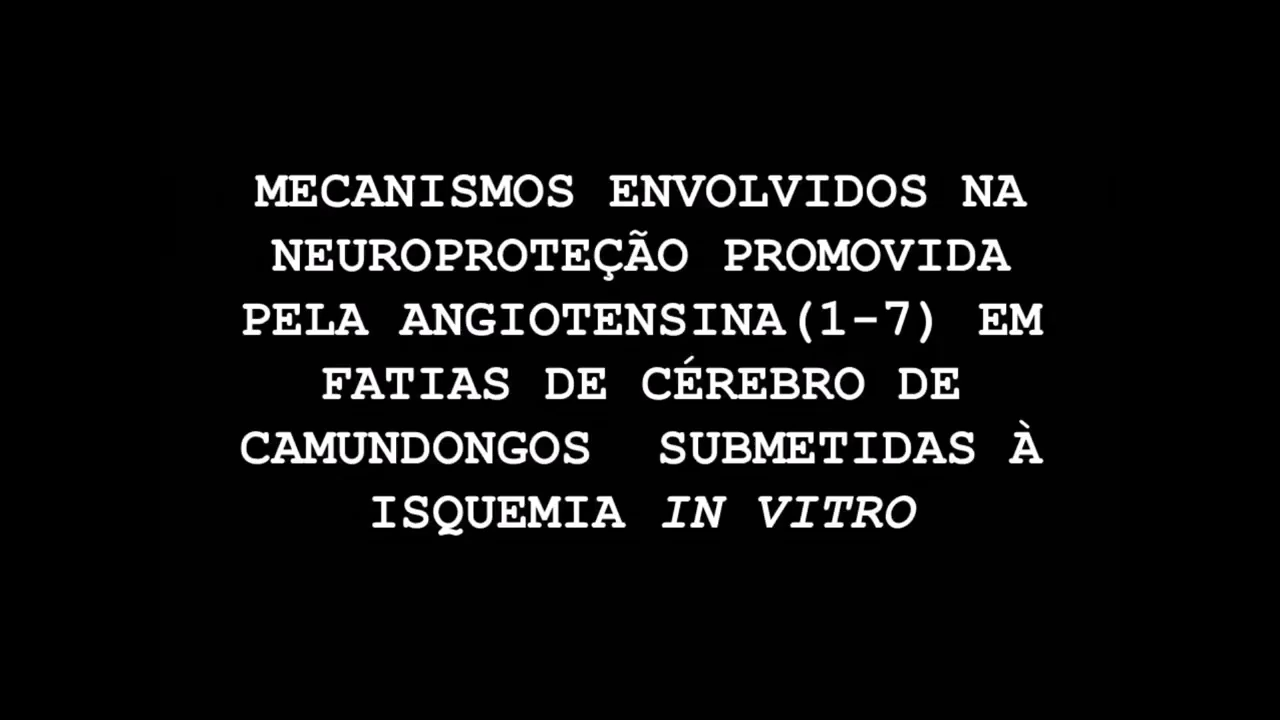 MECANISMOS ENVOLVIDOS NA
NEUROPROTEÇÃO PROMOVIDA
PELA ANGIOTENSINA(1-7) EM
FATIAS DE CÉREBRO DE
CAMUNDONGOS  SUBMETIDAS À
ISQUEMIA IN VITRO